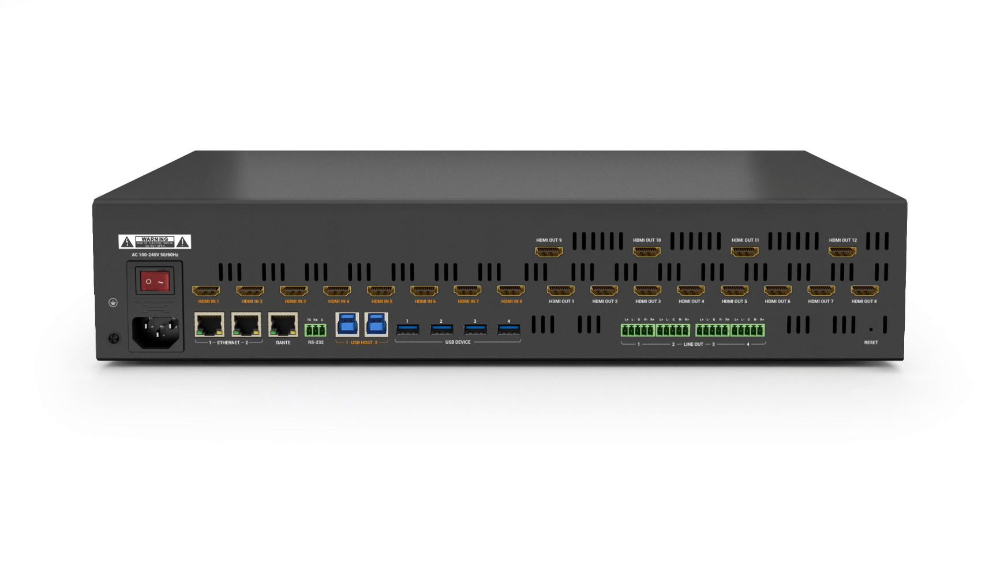 WARNING
RISK OF ELECTRIC SHOCK
DO NOT OPEN
AC 100-240V 50/60Hz
HDMI OUT 9 HDMI OUT 10 HDMI OUT 11 HDMI OUT 12
HDMI IN 1 HDMI IN 2 HDMI IN 3 HDMI IN 4 HDMI IN 5 HDMI IN 6 HDMI IN 7 HDMI IN 8 HDMI OUT 1 HDMI OUT 2 HDMI OUT 3 HDMI OUT 4 HDMI OUT 5 HDMI OUT 6 HDMI OUT 7 HDMI OUT 8
TX RX G 1 2 3 4 L+ L- G R- R+ L+ L- G R- R+ L+ L- G R- R+ L+ L- G R- R+
1 ETHERNET 2 DANTE RS-232 1 USB HOST 2 USB DEVICE 1 2 LINE OUT 3 4 RESET